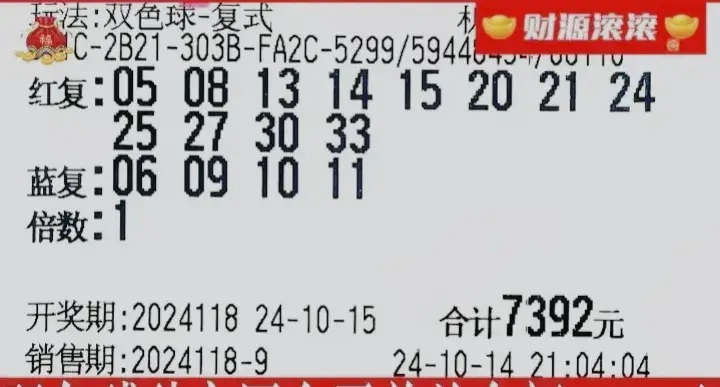 玩法:双色球-复式
财源滚滚
福
C-2B21-303B-FA2C-5299/
红复:05 08 13 14 15 20 21 24
25 27 30 33
蓝复:06 09 10 11
倍数:1
开奖期:2024118 24-10-15 合计7392元
销售期:2024118-9 24-10-14 21:04:04